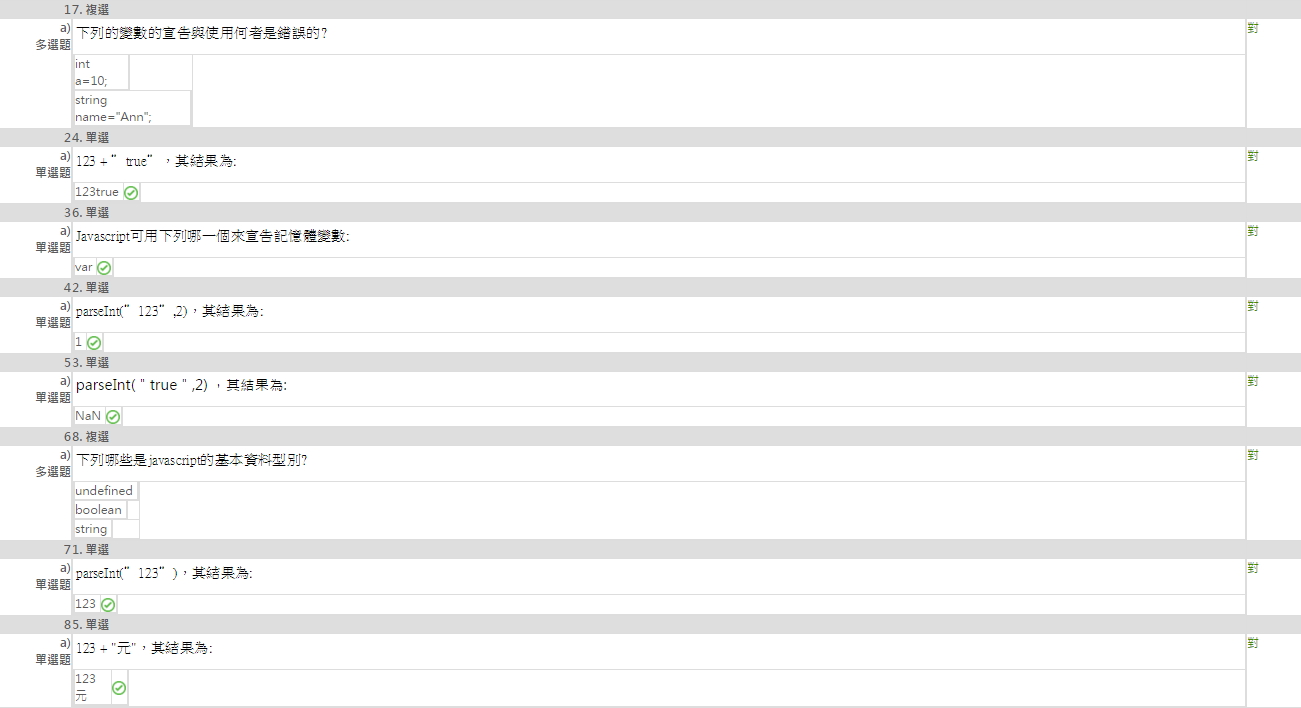 17. 複選
a) 下列的變數的宣告與使用何者是錯誤的? 對
多選題
int
a=10;
string
name="Ann";
24. 單選
a) 123 +”true”，其結果為: 對
單選題
123true
36. 單選
a) Javascript可用下列哪一個來宣告記憶體變數: 對
單選題
var
42. 單選
a) parseInt(”123”,2)，其結果為: 對
單選題
1
53. 單選
a) parseInt( " true " ,2) ，其結果為: 對
單選題
NaN
68. 複選
a) 下列哪些是javascript的基本資料型別? 對
多選題
undefined
boolean
string
71. 單選
a) parseInt(”123”)，其結果為: 對
單選題
123
85. 單選
a) 123 + "元"，其結果為: 對
單選題
123
元